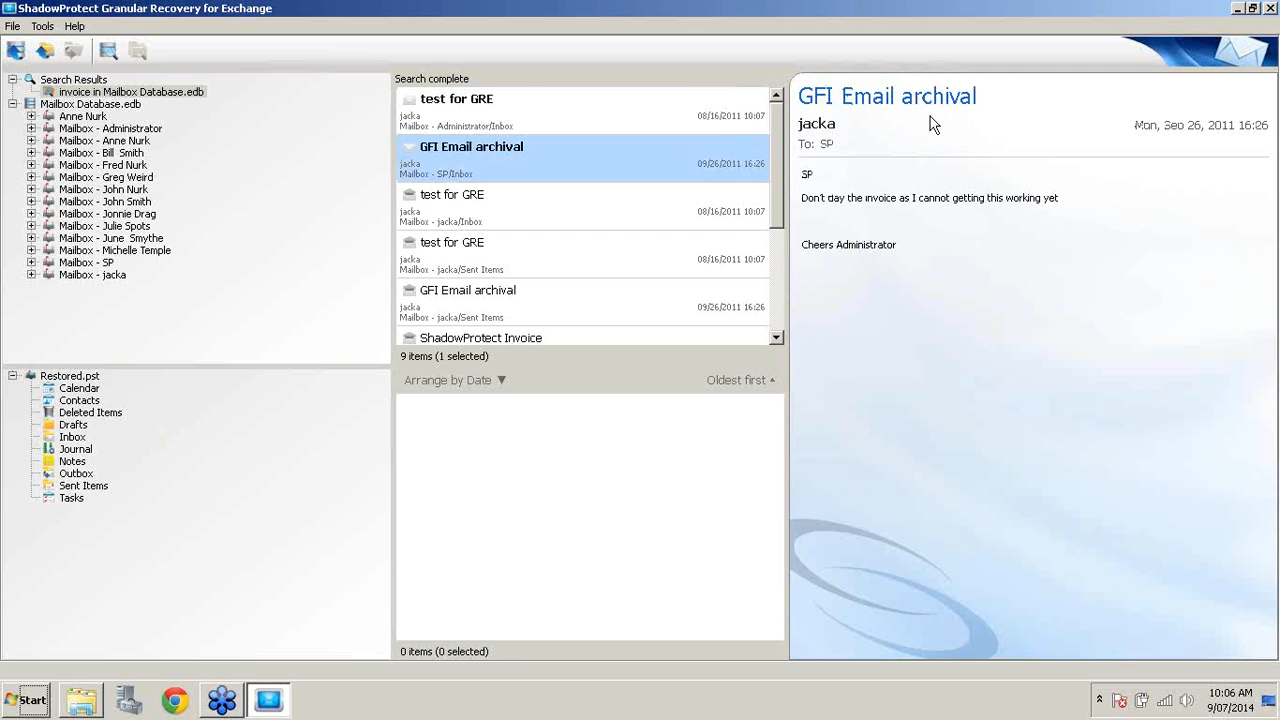 ShadowProtect Granular Recovery for Exchange
File Tools Help
Search Results
invoice in Mailbox Database.edb
Mailbox Database.edb
Anne Nurk
Mailbox - Administrator
Mailbox - Anne Nurk
Mailbox - Bill Smith
Mailbox - Fred Nurk
Mailbox - Greg Weird
Mailbox - John Nurk
Mailbox - John Smith
Mailbox - Jonnie Drag
Mailbox - Julie Spots
Mailbox - June Smythe
Mailbox - Michelle Temple
Mailbox - SP
Mailbox - jacka
Restored.pst
Calendar
Contacts
Deleted Items
Drafts
Inbox
Journal
Notes
Outbox
Sent Items
Tasks
Search complete
test for GRE
jacka 08/16/2011 10:07
Mailbox - Administrator/Inbox
GFI Email archival
jacka 09/26/2011 16:26
Mailbox - SP/Inbox
test for GRE
jacka 08/16/2011 10:07
Mailbox - jacka/Inbox
test for GRE
jacka 08/16/2011 10:07
Mailbox - jacka/Sent Items
GFI Email archival
jacka 09/26/2011 16:26
Mailbox - jacka/Sent Items
ShadowProtect Invoice
9 items (1 selected)
Arrange by Date ▼ Oldest first
0 items (0 selected)
GFI Email archival
jacka Mon, Sep 26, 2011 16:26
To: SP
SP
Don't day the invoice as I cannot getting this working yet
Cheers Administrator
Start
10:06 AM
9/07/2014